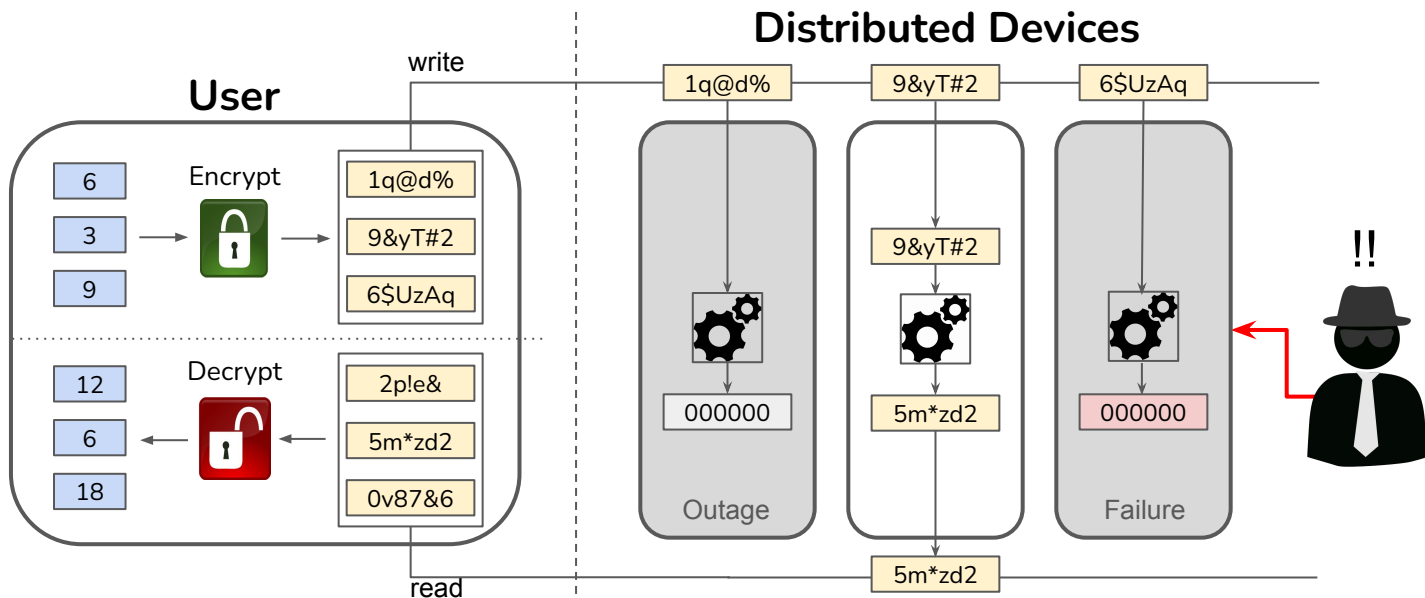 Distributed Devices
User
write
1q@d%
9&yT#2
6$UzAq
6
3
9
Encrypt
1q@d%
9&yT#2
6$UzAq
12
6
18
Decrypt
2p!e&
5m*zd2
0v87&6
read
000000
Outage
9&yT#2
5m*zd2
5m*zd2
000000
Failure
!!